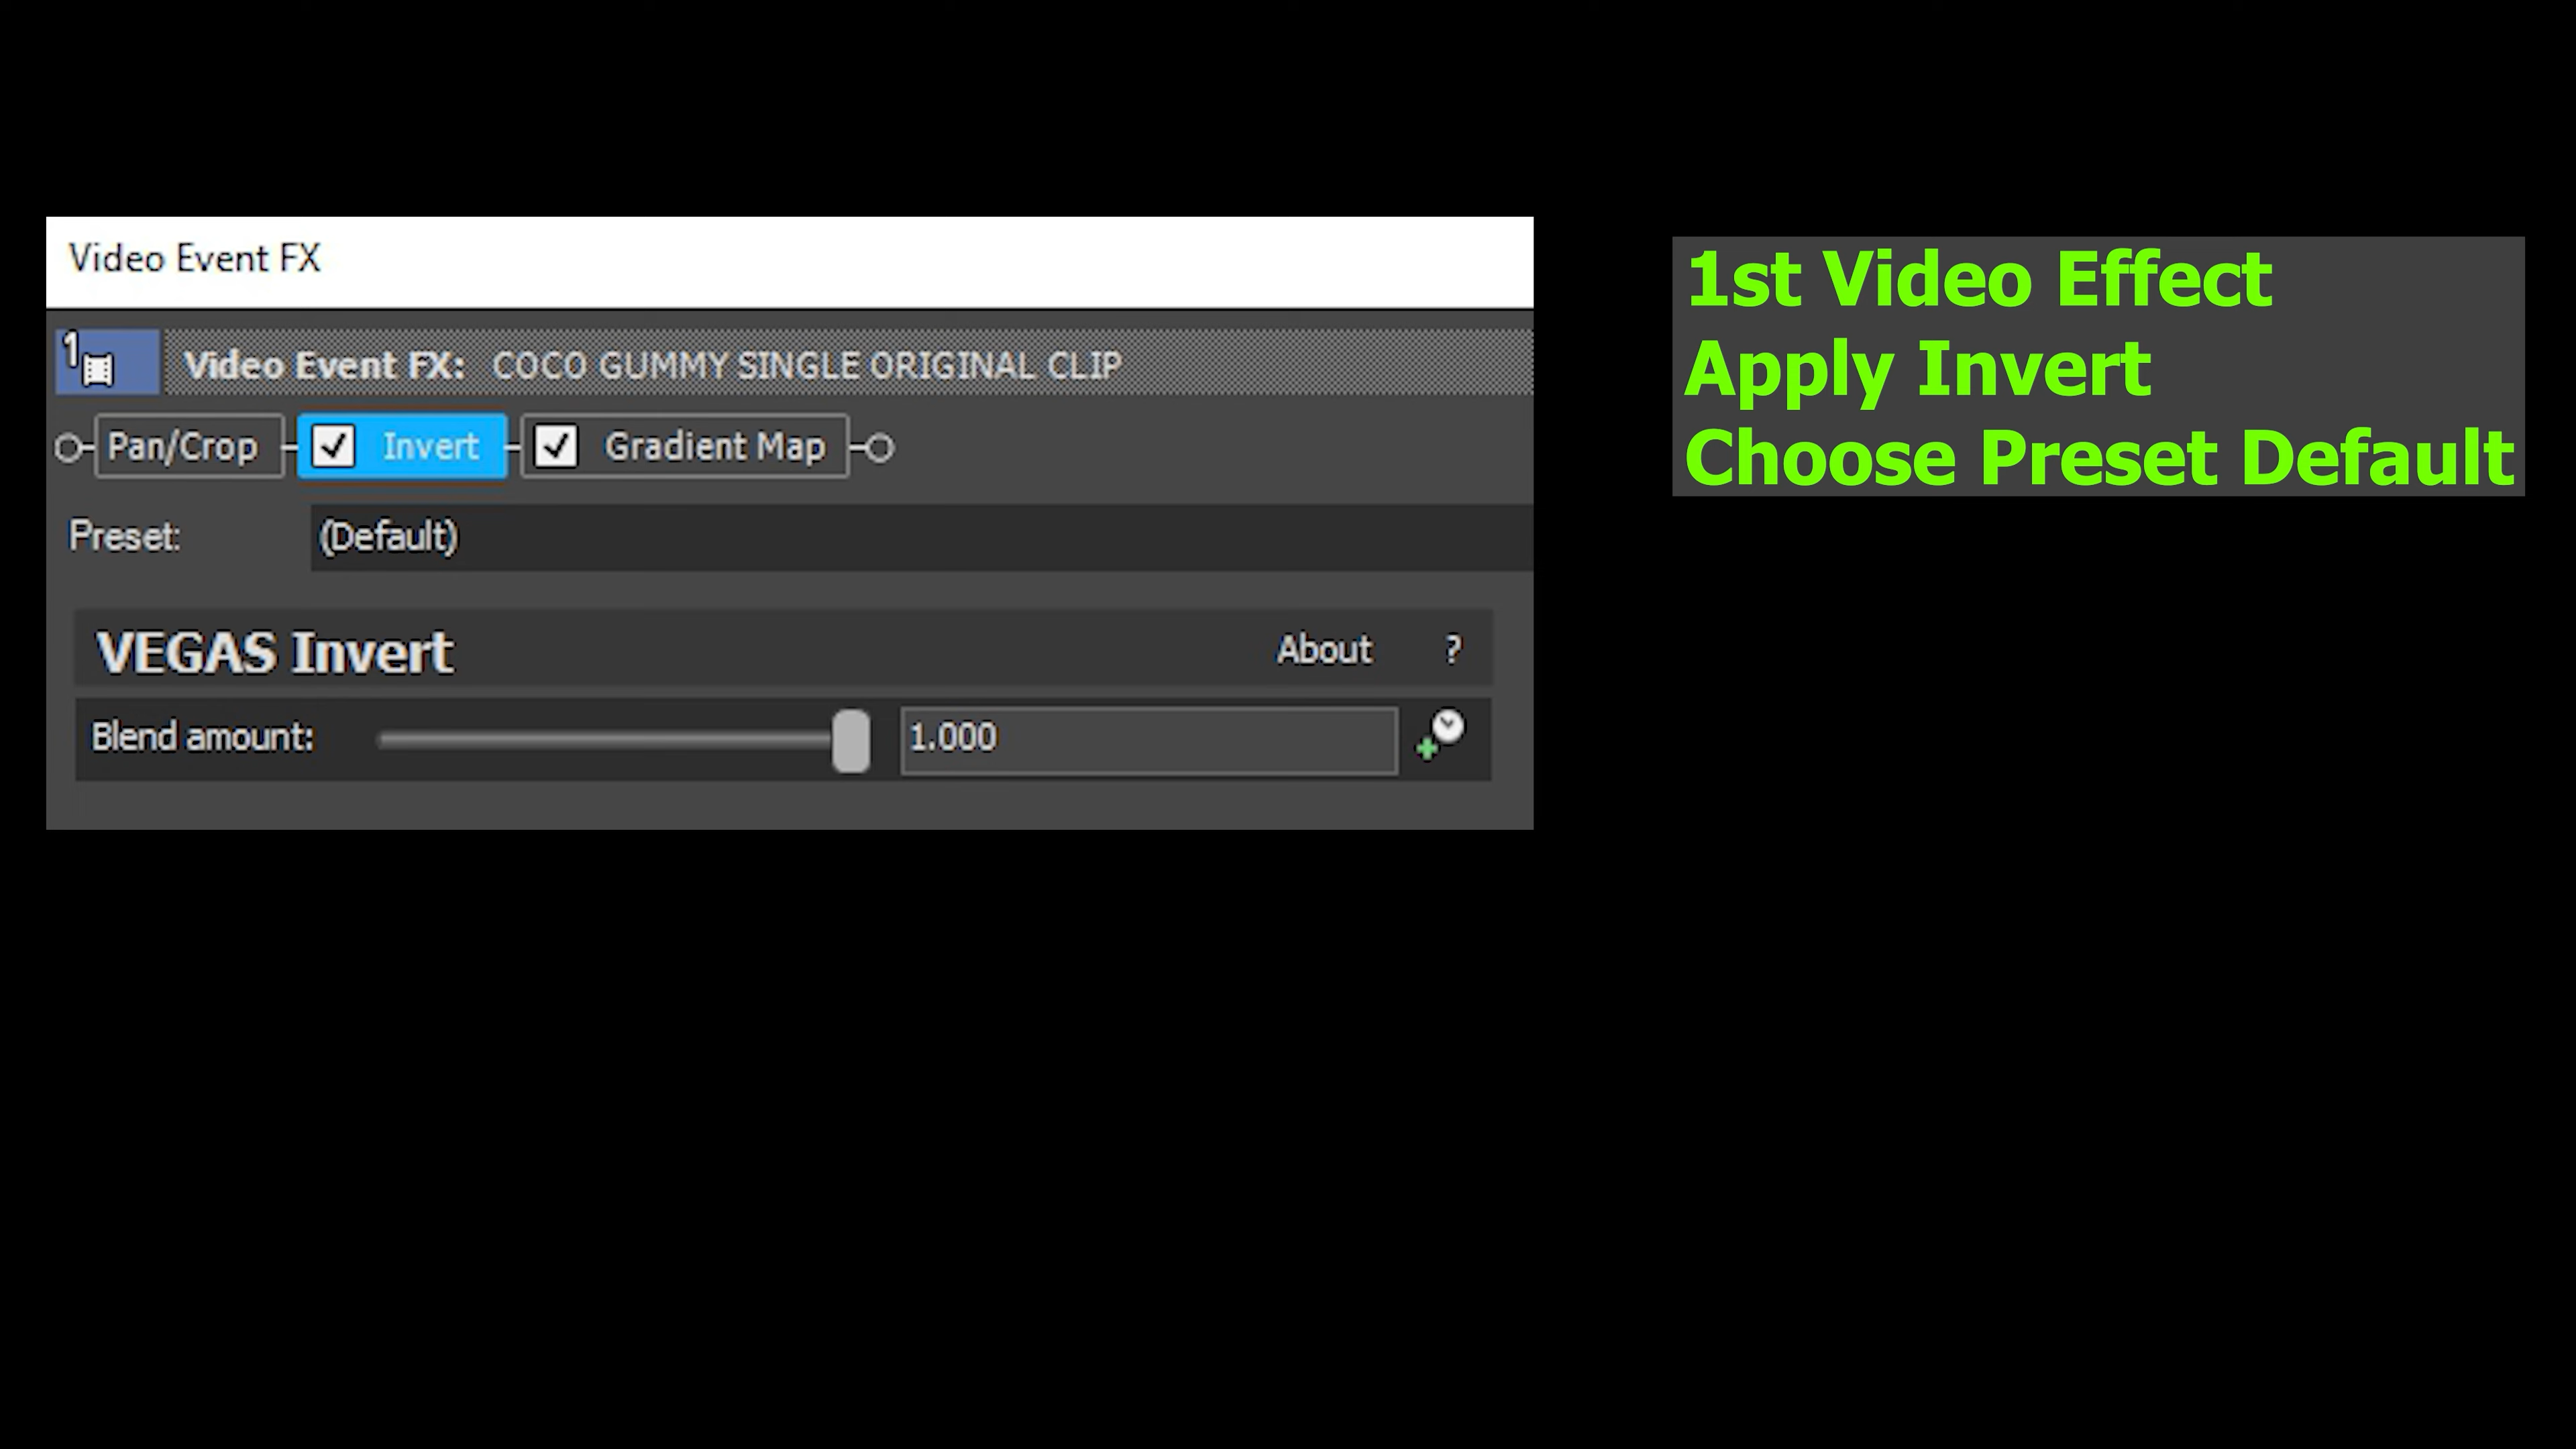 Video Event FX
1
Video Event FX: COCO GUMMY SINGLE ORIGINAL CLIP
Pan/Crop Invert Gradient Map
Preset: (Default)
VEGAS Invert About ?
Blend amount: 1.000
1st Video Effect
Apply Invert
Choose Preset Default